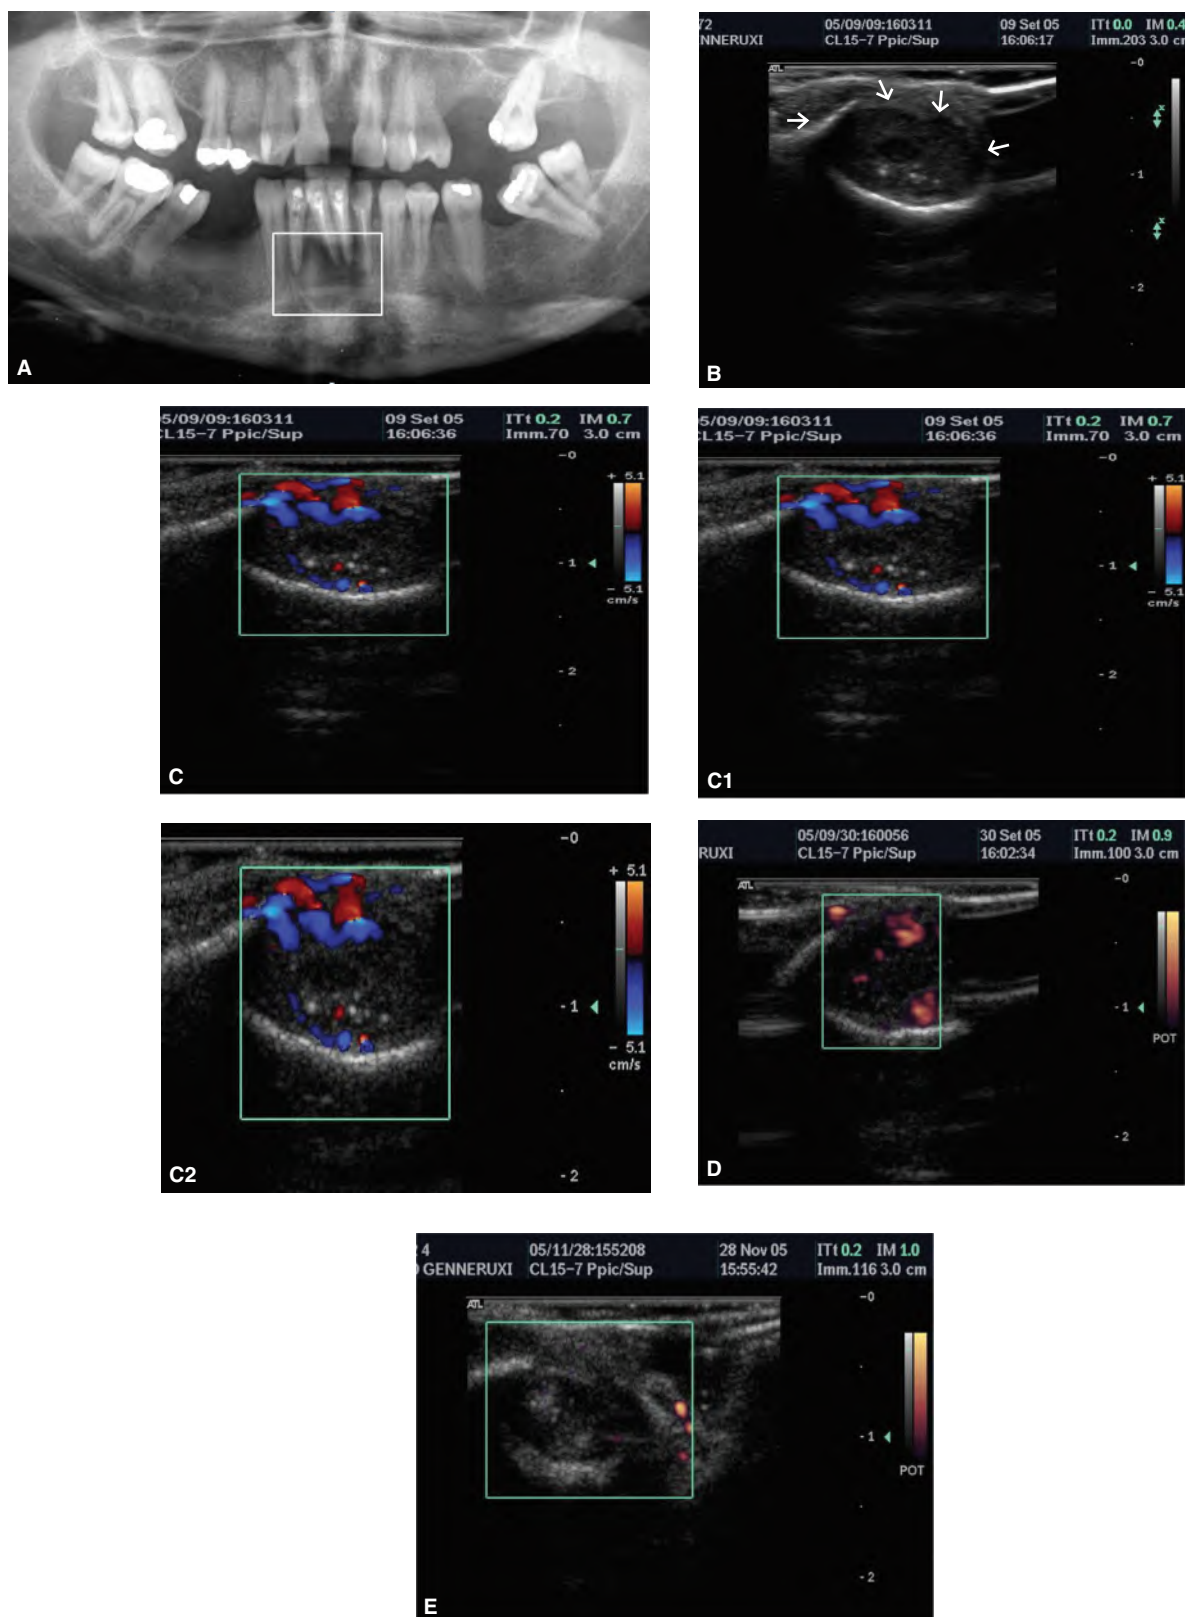 A
72
05/09/09:160311
09 Set 05
ITt 0.0 IM 0.4
NNERUXI
CL15-7 Ppic/Sup
16:06:17
Imm.203 3.0 cm
ATL
-0
x
-1
x
-2
B
5/09/09:160311
09 Set 05
ITt 0.2 IM 0.7
CL15-7 Ppic/Sup
16:06:36
Imm.70 3.0 cm
-0
+ 5.1
-1
- 5.1
cm/s
-2
C
05/09/09:160311
09 Set 05
ITt 0.2 IM 0.7
CL15-7 Ppic/Sup
16:06:36
Imm.70 3.0 cm
-0
+ 5.1
-1
- 5.1
cm/s
-2
C1
-0
+ 5.1
-1
- 5.1
cm/s
-2
C2
05/09/30:160056
30 Set 05
ITt 0.2 IM 0.9
RUXI
CL15-7 Ppic/Sup
16:02:34
Imm.100 3.0 cm
ATL
-0
-1
POT
-2
D
4
05/11/28:155208
28 Nov 05
ITt 0.2 IM 1.0
GENNERUXI
CL15-7 Ppic/Sup
15:55:42
Imm.116 3.0 cm
ATL
-0
-1
POT
-2
E